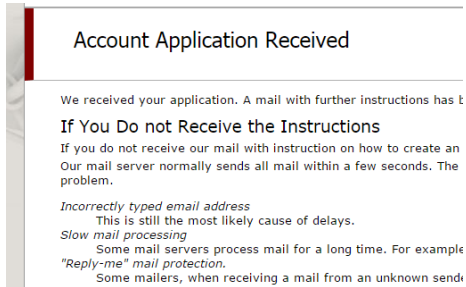 Account Application Received
We received your application. A mail with further instructions has
If You Do not Receive the Instructions
If you do not receive our mail with instruction on how to create an
Our mail server normally sends all mail within a few seconds. The
problem.
Incorrectly typed email address
This is still the most likely cause of delays.
Slow mail processing
Some mail servers process mail for a long time. For example
"Reply-me" mail protection.
Some mailers, when receiving a mail from an unknown